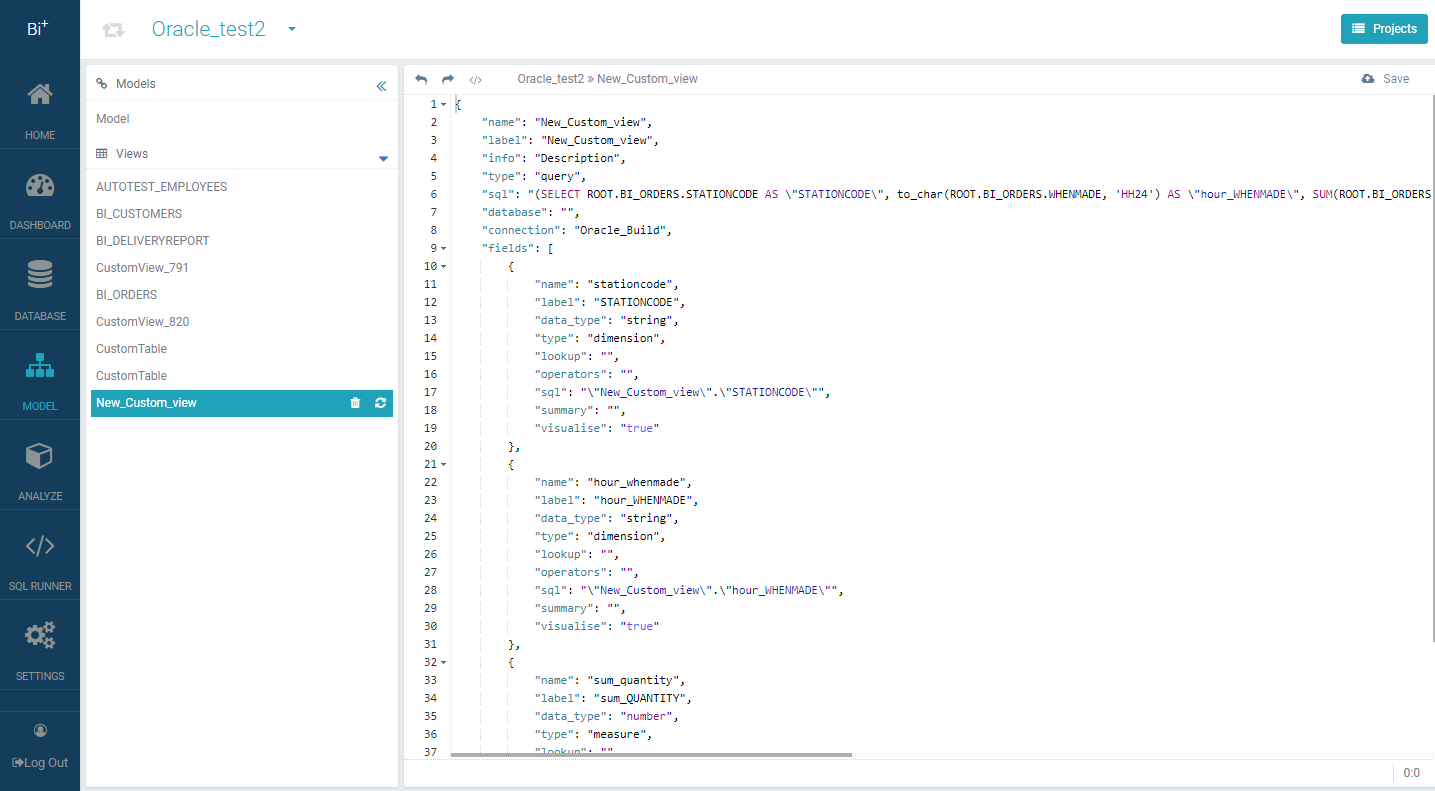 Bi+
Oracle_test2
Projects
HOME
DASHBOARD
DATABASE
MODEL
ANALYZE
SQL RUNNER
SETTINGS
Log Out
Models
Model
Views
AUTOTEST_EMPLOYEES
BI_CUSTOMERS
BI_DELIVERYREPORT
CustomView_791
BI_ORDERS
CustomView_820
CustomTable
CustomTable
New_Custom_view
</> Oracle_test2 » New_Custom_view Save
1 {
2 "name": "New_Custom_view",
3 "label": "New_Custom_view",
4 "info": "Description",
5 "type": "query",
6 "sql": "(SELECT ROOT.BI_ORDERS.STATIONCODE AS \"STATIONCODE\", to_char(ROOT.BI_ORDERS.WHENMADE, 'HH24') AS \"hour_WHENMADE\", SUM(ROOT.BI_ORDERS
7 "database": "",
8 "connection": "Oracle_Build",
9 "fields": [
10 {
11 "name": "stationcode",
12 "label": "STATIONCODE",
13 "data_type": "string",
14 "type": "dimension",
15 "lookup": "",
16 "operators": "",
17 "sql": "\"New_Custom_view\".\"STATIONCODE\"",
18 "summary": "",
19 "visualise": "true"
20 },
21 {
22 "name": "hour_whenmade",
23 "label": "hour_WHENMADE",
24 "data_type": "string",
25 "type": "dimension",
26 "lookup": "",
27 "operators": "",
28 "sql": "\"New_Custom_view\".\"hour_WHENMADE\"",
29 "summary": "",
30 "visualise": "true"
31 },
32 {
33 "name": "sum_quantity",
34 "label": "sum_QUANTITY",
35 "data_type": "number",
36 "type": "measure",
37 "lookup": ""
0:0